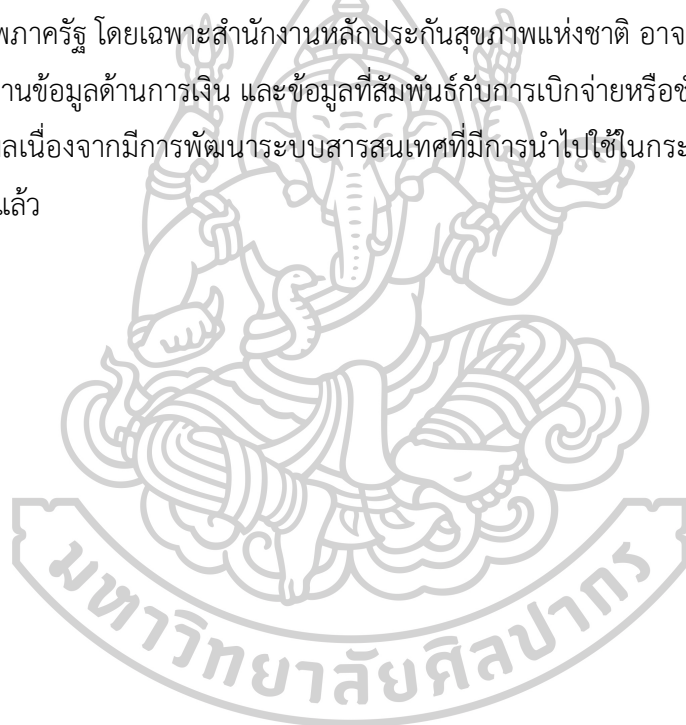 พภาครัฐ โดยเฉพาะสำนักงานหลักประกันสุขภาพแห่งชาติ อาจ
านข้อมูลด้านการเงิน และข้อมูลที่สัมพันธ์กับการเบิกจ่ายหรือ
ลเนื่องจากมีการพัฒนาระบบสารสนเทศที่มีการนำไปใช้ในกระ
แล้ว
มหาวิทยาลัยศิลปากร